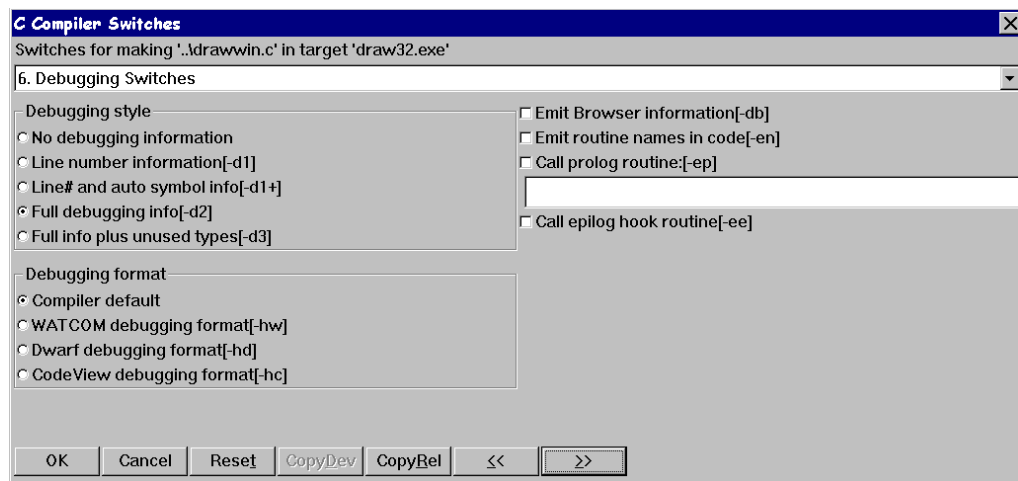 C Compiler Switches
Switches for making '..\drawwin.c' in target 'draw32.exe'
6. Debugging Switches
Debugging style
No debugging information
Line number information[-d1]
Line# and auto symbol info[-d1+]
Full debugging info[-d2]
Full info plus unused types[-d3]
Debugging format
Compiler default
WATCOM debugging format[-hw]
Dwarf debugging format[-hd]
CodeView debugging format[-hc]
Emit Browser information[-db]
Emit routine names in code[-en]
Call prolog routine:[-ep]
Call epilog hook routine[-ee]
OK Cancel Reset CopyDev CopyRel << >>